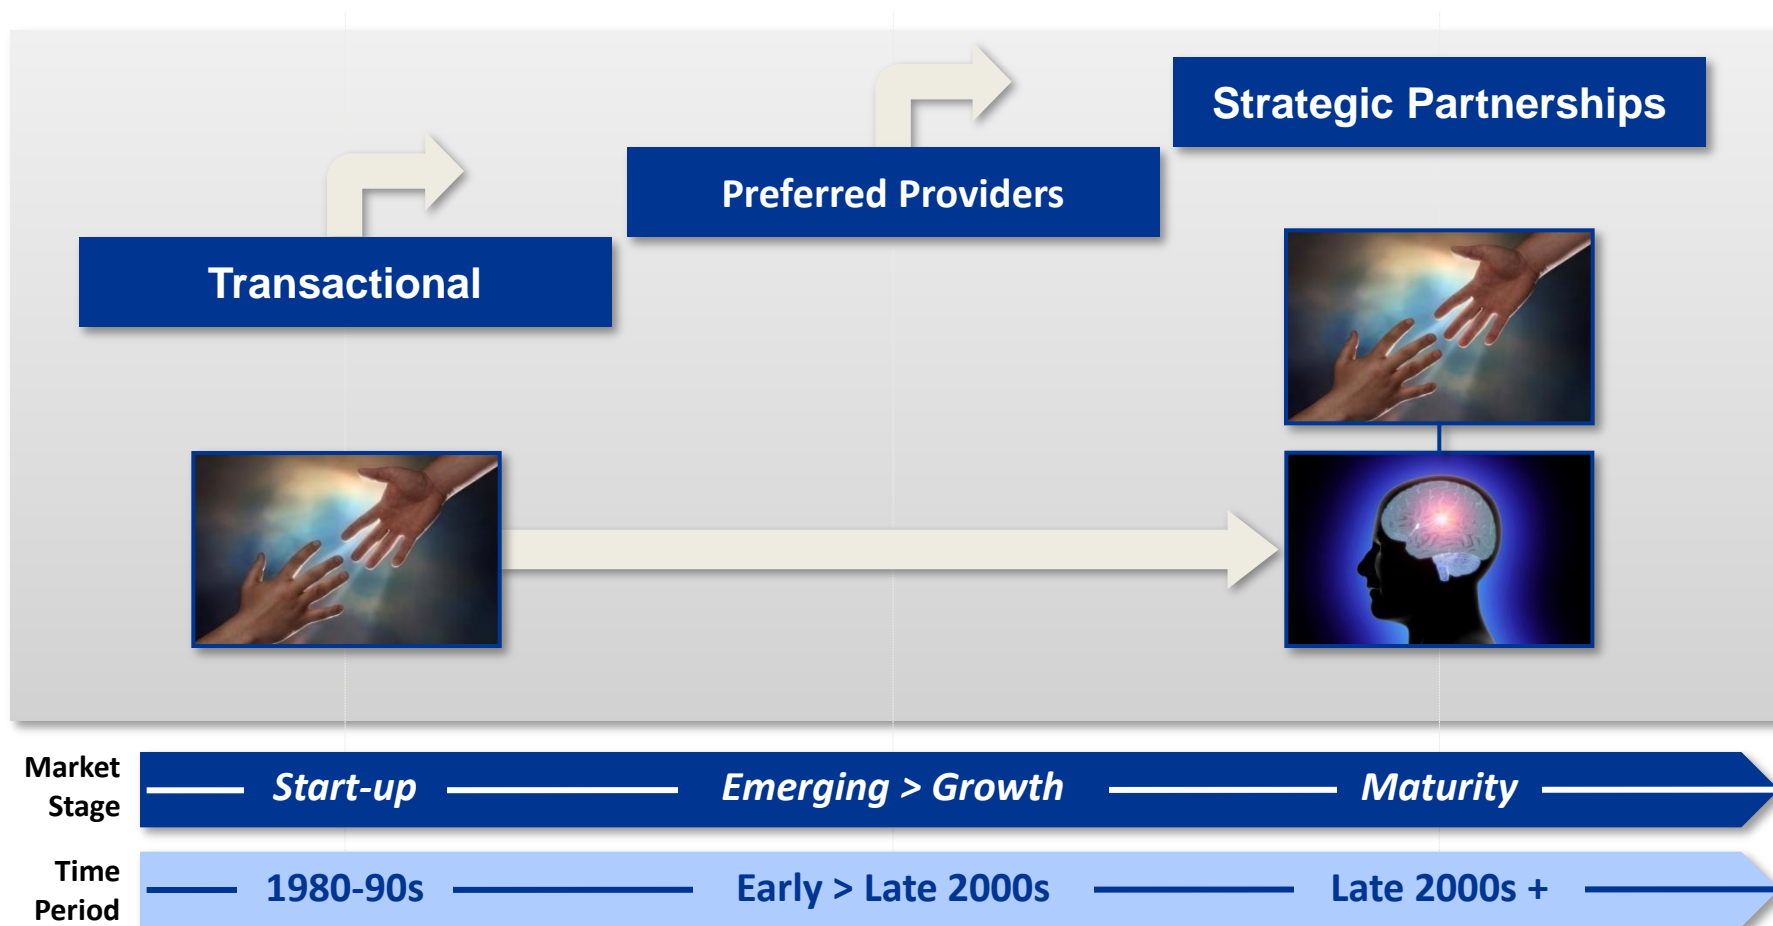 Strategic Partnerships
Preferred Providers
Transactional
Market
Stage
Start-up
Emerging > Growth
Maturity
Time
Period
1980-90s
Early > Late 2000s
Late 2000s +